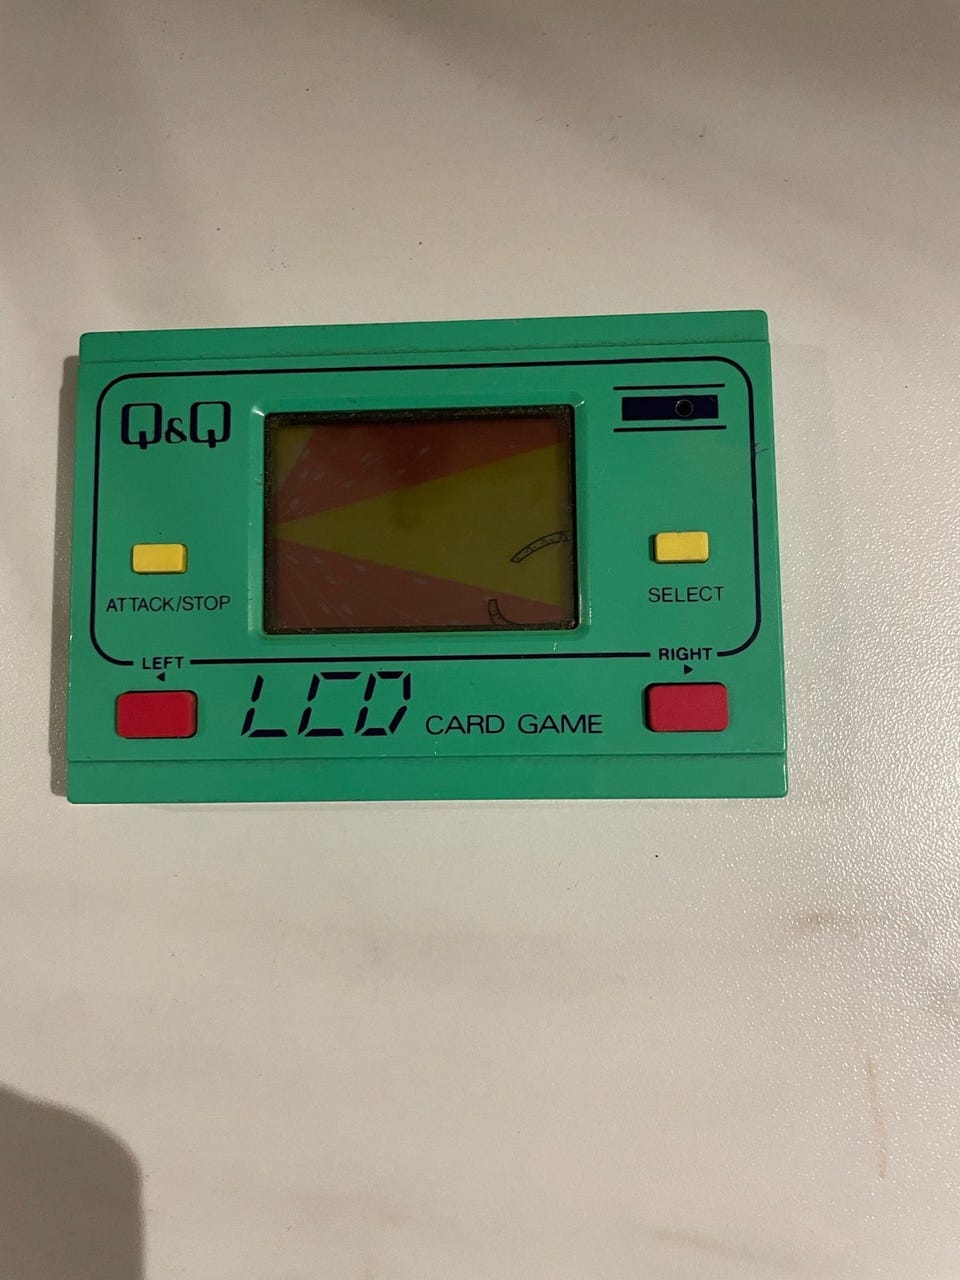 Q&Q
ATTACK/STOP
SELECT
LEFT
RIGHT
LCD CARD GAME